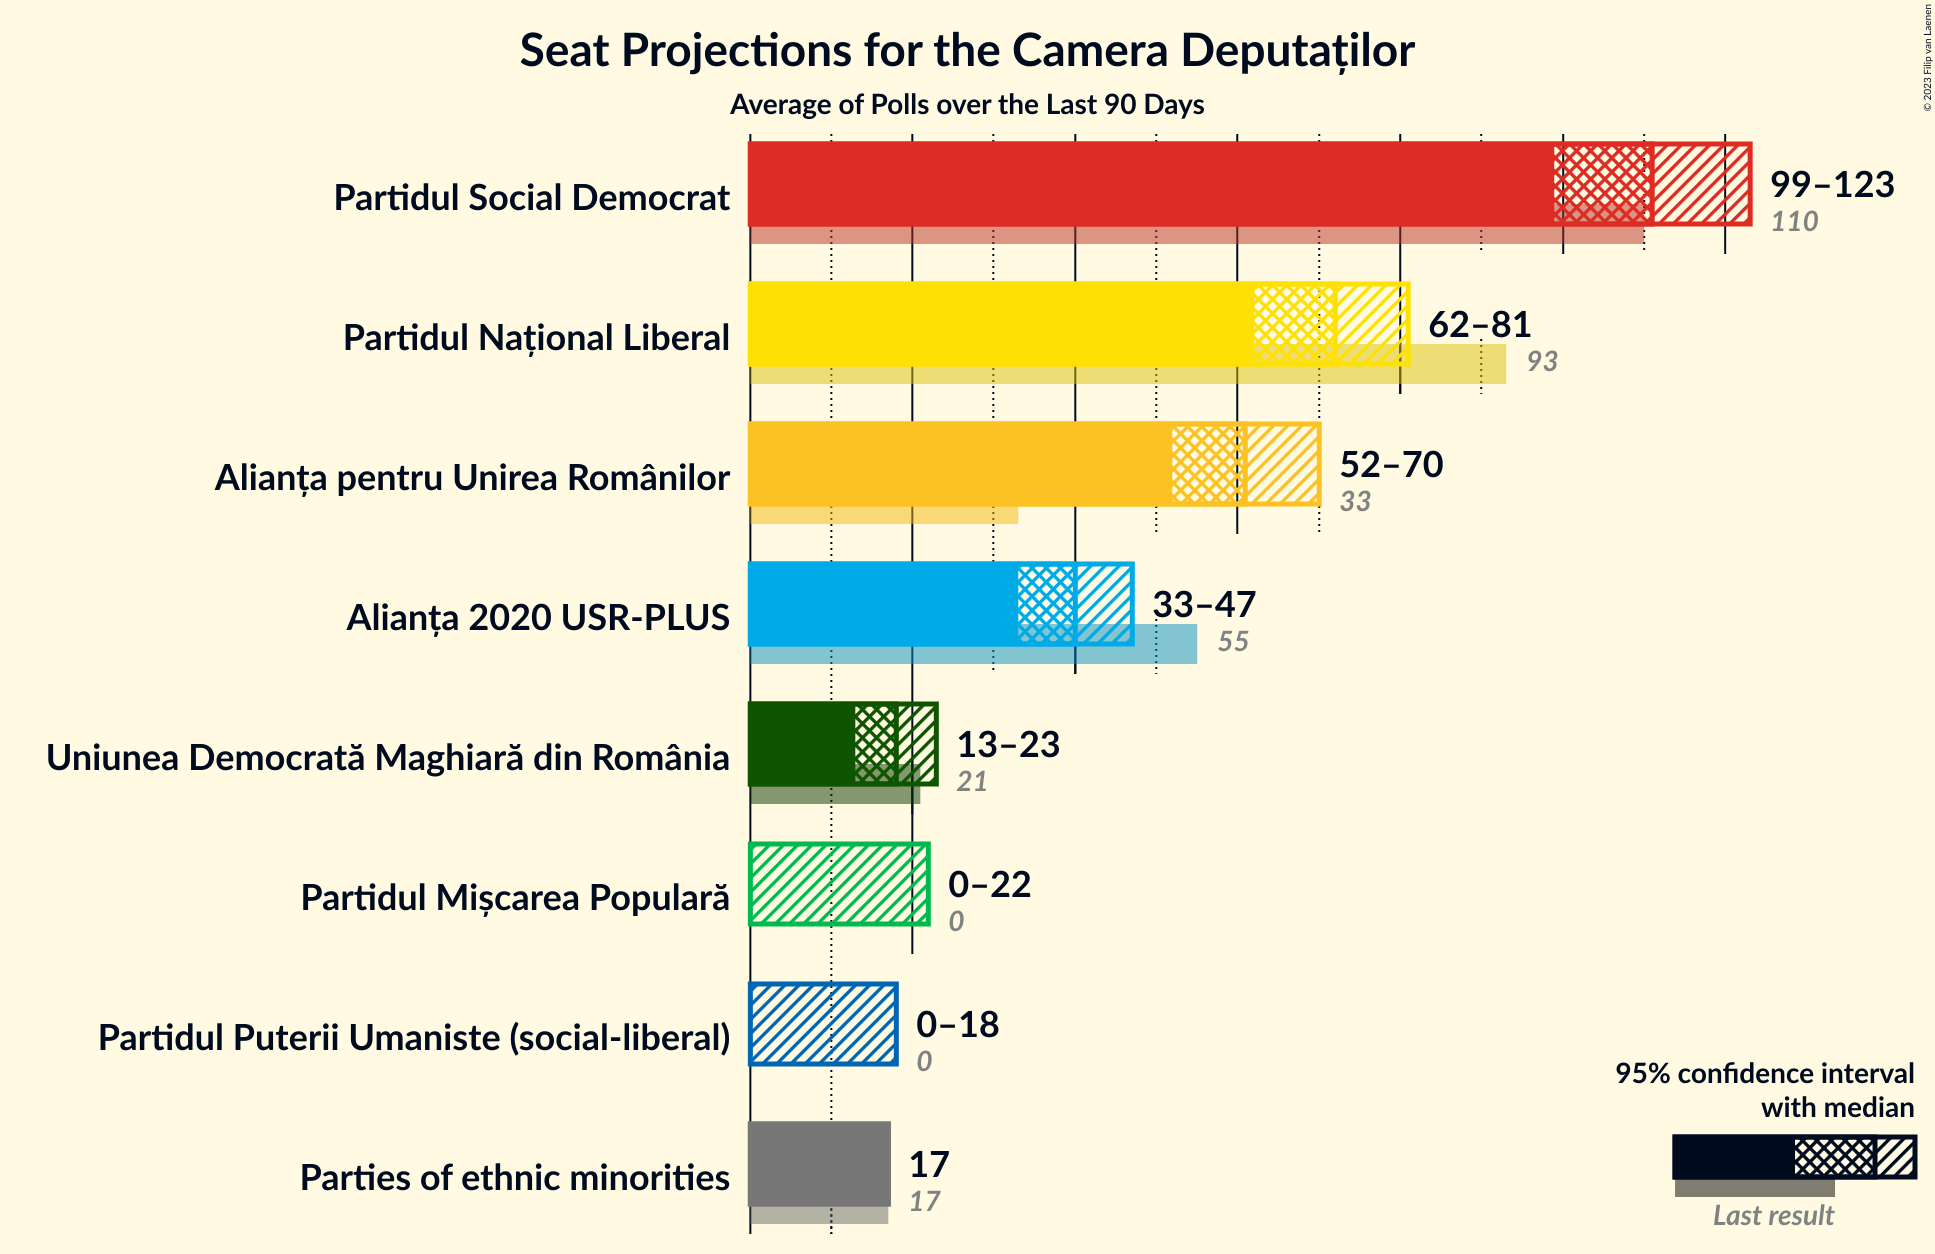 Seat Projections for the Camera Deputaților
Average of Polls over the Last 90 Days
© 2023 Filip van Laenen
Partidul Social Democrat
99–123
110
Partidul Național Liberal
62–81
93
Alianța pentru Unirea Românilor
52–70
33
Alianța 2020 USR-PLUS
33–47
55
Uniunea Democrată Maghiară din România
13–23
21
Partidul Mișcarea Populară
0–22
0
Partidul Puterii Umaniste (social-liberal)
0–18
0
Parties of ethnic minorities
17
17
95% confidence interval
with median
Last result